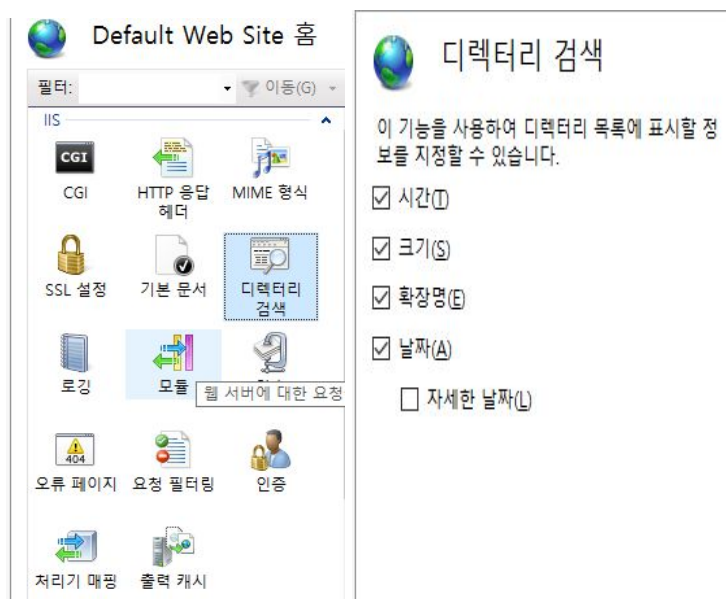 Default Web Site 홈
필터:
이동(G)
IIS
CGI
CGI
HTTP 응답
헤더
MIME 형식
SSL 설정
기본 문서
디렉터리
검색
로깅
모듈
웹 서버에 대한 요청
404
오류 페이지
요청 필터링
인증
처리기 매핑
출력 캐시
디렉터리 검색
이 기능을 사용하여 디렉터리 목록에 표시할 정
보를 지정할 수 있습니다.
시간(T)
크기(S)
확장명(E)
날짜(A)
자세한 날짜(L)